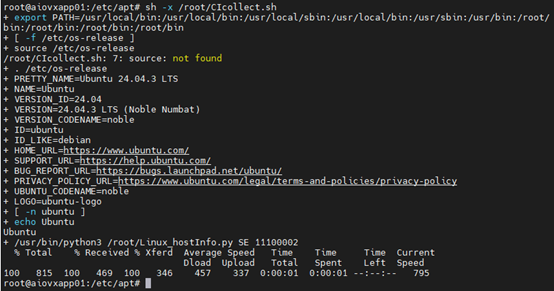 root@aiovxapp01:/etc/apt# sh -x /root/CIcollect.sh
+ export PATH=/usr/local/bin:/usr/local/bin:/usr/local/sbin:/usr/local/bin:/usr/sbin:/usr/bin:/root/
bin:/root/bin:/root/bin:/root/bin
+ [ -f /etc/os-release ]
+ source /etc/os-release
/root/CIcollect.sh: 7: source: not found
+ . /etc/os-release
+ PRETTY_NAME=Ubuntu 24.04.3 LTS
+ NAME=Ubuntu
+ VERSION_ID=24.04
+ VERSION=24.04.3 LTS (Noble Numbat)
+ VERSION_CODENAME=noble
+ ID=ubuntu
+ ID_LIKE=debian
+ HOME_URL=https://www.ubuntu.com/
+ SUPPORT_URL=https://help.ubuntu.com/
+ BUG_REPORT_URL=https://bugs.launchpad.net/ubuntu/
+ PRIVACY_POLICY_URL=https://www.ubuntu.com/legal/terms-and-policies/privacy-policy
+ UBUNTU_CODENAME=noble
+ LOGO=ubuntu-logo
+ [ -n ubuntu ]
+ echo Ubuntu
Ubuntu
+ /usr/bin/python3 /root/Linux_hostInfo.py SE 11100002
% Total % Received % Xferd Average Speed Time Time Time Current
Dload Upload Total Spent Left Speed
100 815 100 469 100 346 457 337 0:00:01 0:00:01 --:--:-- 795
root@aiovxapp01:/etc/apt#